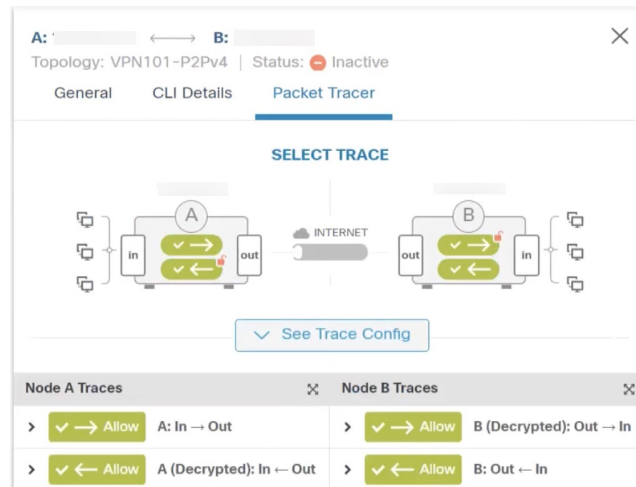 A: B:
Topology: VPN101-P2Pv4 | Status: Inactive
General CLI Details Packet Tracer
SELECT TRACE
A B
INTERNET
in out out in
See Trace Config
Node A Traces Node B Traces
Allow A: In → Out Allow B (Decrypted): Out → In
Allow A (Decrypted): In ← Out Allow B: Out ← In